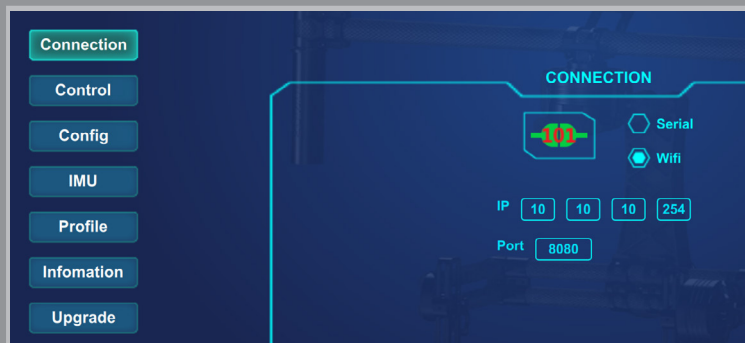 Connection
Control
Config
IMU
Profile
Infomation
Upgrade
CONNECTION
101
Serial
Wifi
IP 10 10 10 254
Port 8080